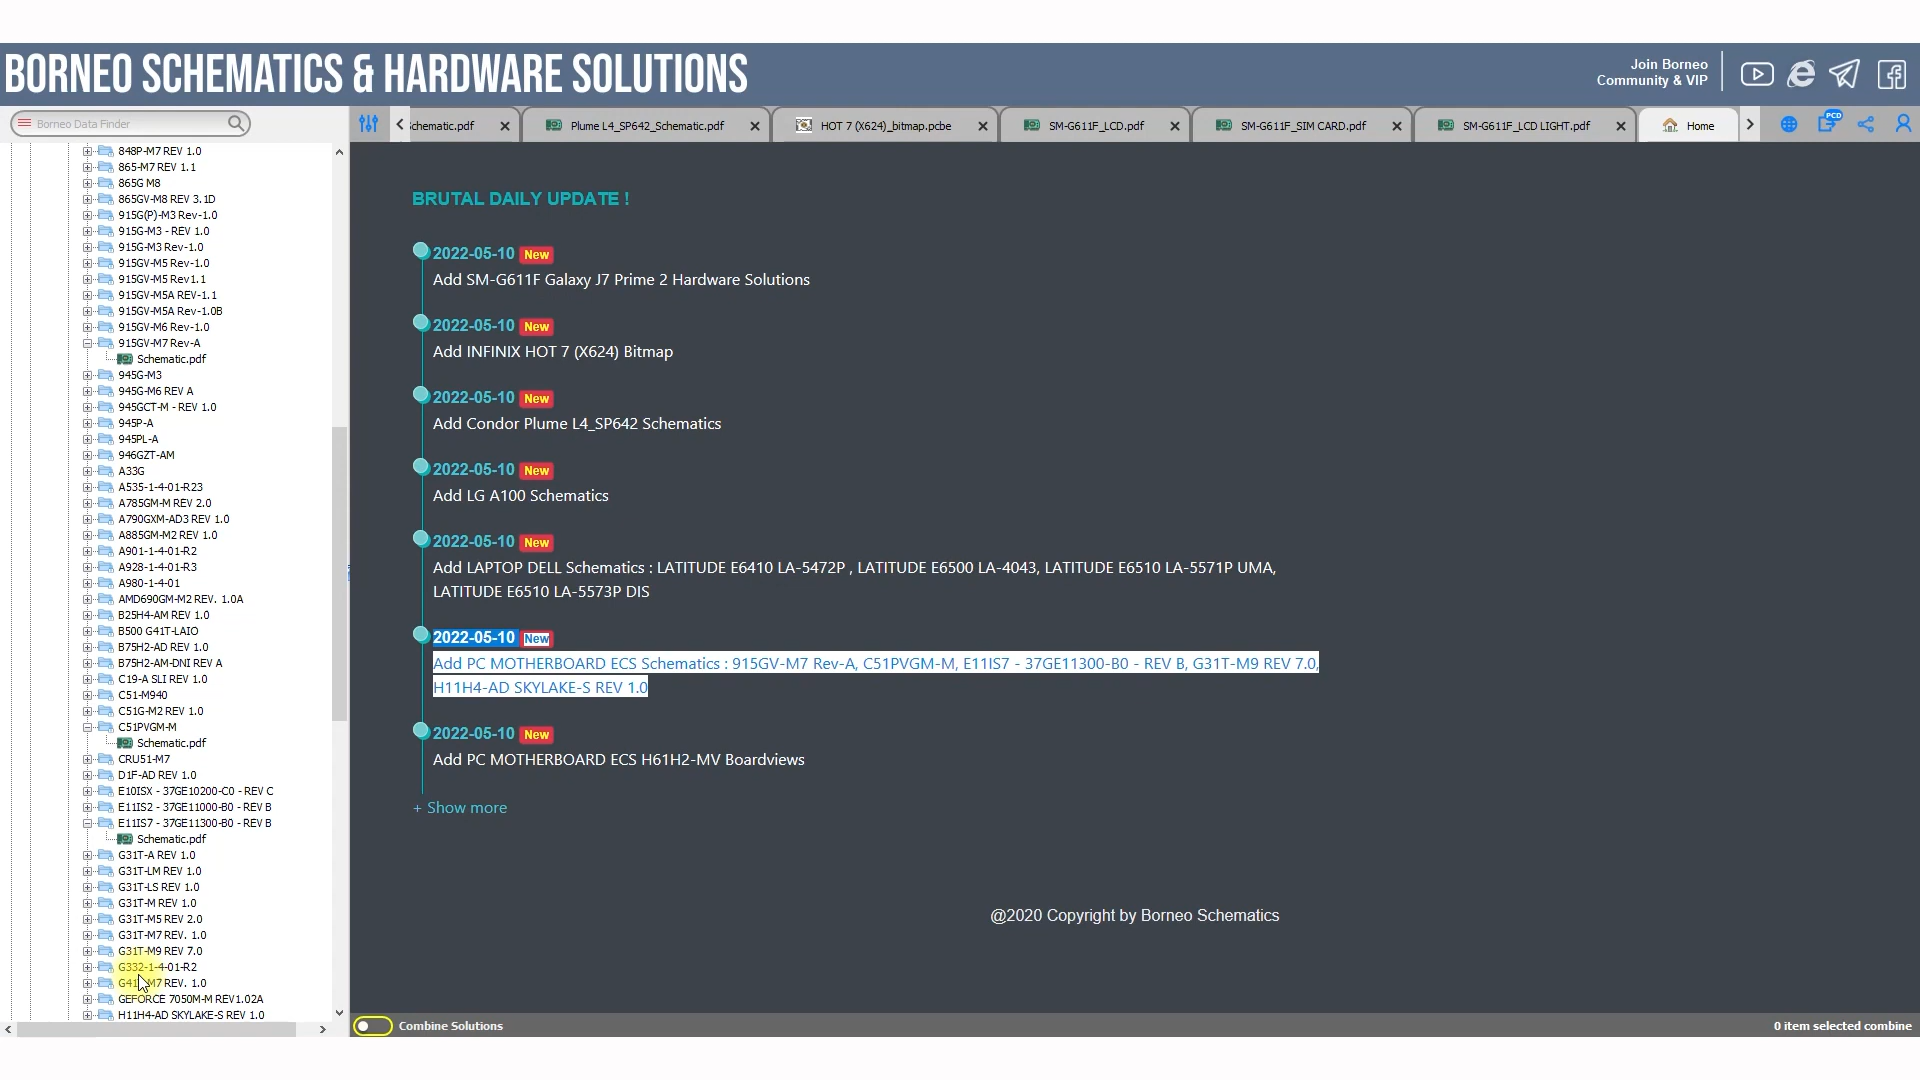 BORNEO SCHEMATICS & HARDWARE SOLUTIONS
Join Borneo
Community & VIP
Borneo Data Finder
Schematic.pdf
Plume L4_SP642_Schematic.pdf
HOT 7 (X624)_bitmap.pcbe
SM-G611F_LCD.pdf
SM-G611F_SIM CARD.pdf
SM-G611F_LCD LIGHT.pdf
Home
PCD
848P-M7 REV 1.0
865-M7 REV 1.1
865G M8
865GV-M8 REV 3.1D
915G(P)-M3 Rev-1.0
915G-M3 - REV 1.0
915G-M3 Rev-1.0
915GV-M5 Rev-1.0
915GV-M5 Rev1.1
915GV-M5A REV-1.1
915GV-M5A Rev-1.0B
915GV-M6 Rev-1.0
915GV-M7 Rev-A
Schematic.pdf
945G-M3
945G-M6 REV A
945GCT-M - REV 1.0
945P-A
945PL-A
946GZT-AM
A33G
A535-1-4-01-R23
A785GM-M REV 2.0
A790GXM-AD3 REV 1.0
A885GM-M2 REV 1.0
A901-1-4-01-R2
A928-1-4-01-R3
A980-1-4-01
AMD690GM-M2 REV. 1.0A
B25H4-AM REV 1.0
B500 G41T-LAIO
B75H2-AD REV 1.0
B75H2-AM-DNI REV A
C19-A SLI REV 1.0
C51-M940
C51G-M2 REV 1.0
C51PVGM-M
Schematic.pdf
CRU51-M7
D1F-AD REV 1.0
E10ISX - 37GE10200-C0 - REV C
E11IS2 - 37GE11000-B0 - REV B
E11IS7 - 37GE11300-B0 - REV B
Schematic.pdf
G31T-A REV 1.0
G31T-LM REV 1.0
G31T-LS REV 1.0
G31T-M REV 1.0
G31T-M5 REV 2.0
G31T-M7 REV. 1.0
G31T-M9 REV 7.0
G332-1-4-01-R2
M7 REV. 1.0
GEFORCE 7050M-M REV1.02A
H11H4-AD SKYLAKE-S REV 1.0
BRUTAL DAILY UPDATE !
2022-05-10 New
Add SM-G611F Galaxy J7 Prime 2 Hardware Solutions
2022-05-10 New
Add INFINIX HOT 7 (X624) Bitmap
2022-05-10 New
Add Condor Plume L4_SP642 Schematics
2022-05-10 New
Add LG A100 Schematics
2022-05-10 New
Add LAPTOP DELL Schematics : LATITUDE E6410 LA-5472P , LATITUDE E6500 LA-4043, LATITUDE E6510 LA-5571P UMA,
LATITUDE E6510 LA-5573P DIS
2022-05-10 New
Add PC MOTHERBOARD ECS Schematics : 915GV-M7 Rev-A, C51PVGM-M, E11IS7 - 37GE11300-B0 - REV B, G31T-M9 REV 7.0,
H11H4-AD SKYLAKE-S REV 1.0
2022-05-10 New
Add PC MOTHERBOARD ECS H61H2-MV Boardviews
+ Show more
@2020 Copyright by Borneo Schematics
Combine Solutions
0 item selected combine